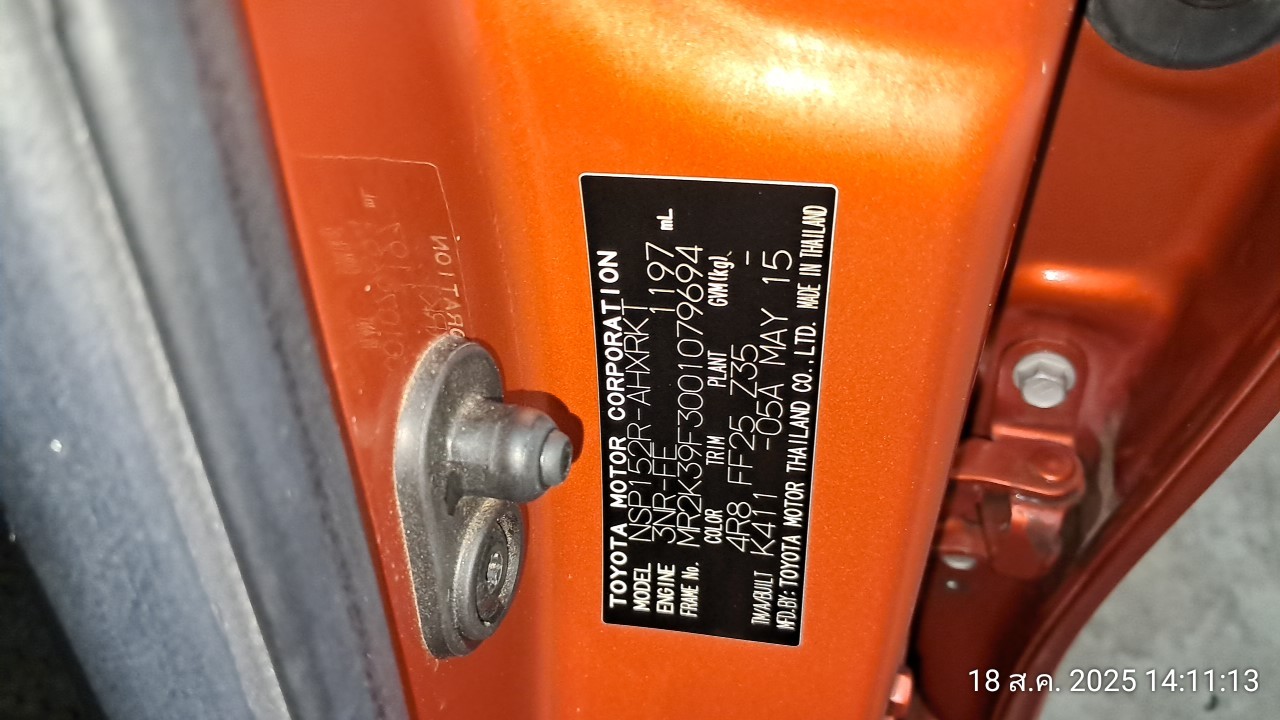 TOYOTA MOTOR CORPORATION
MODEL NSP152R-AHXRKT
ENGINE 3NR-FE 1197 mL
FRAME No. MR2K39F3001079694
COLOR TRIM PLANT GVM(kg)
4R8 FF25 Z35 --
TM/A/BUILT K411 -05A MAY 15
MFD.BY: TOYOTA MOTOR THAILAND CO.,LTD. MADE IN THAILAND
18 ส.ค. 2025 14:11:13